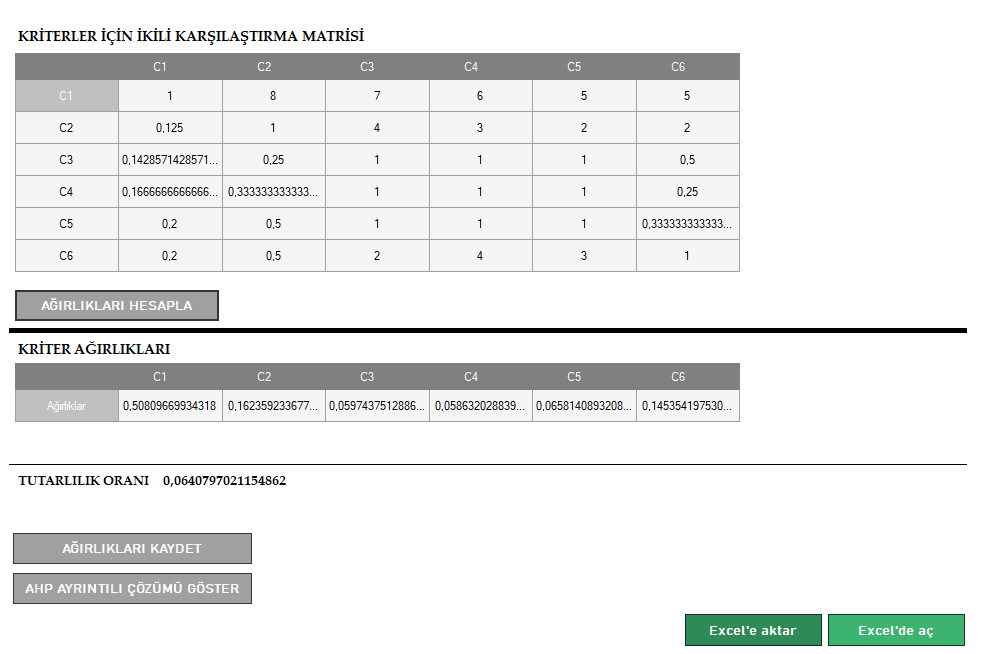 KRİTERLER İÇİN İKİLİ KARŞILAŞTIRMA MATRİSİ
C1 C2 C3 C4 C5 C6
C1 1 8 7 6 5 5
C2 0,125 1 4 3 2 2
C3 0,1428571428571... 0,25 1 1 1 0,5
C4 0,1666666666666... 0,333333333333... 1 1 1 0,25
C5 0,2 0,5 1 1 1 0,333333333333...
C6 0,2 0,5 2 4 3 1
AĞIRLIKLARI HESAPLA
KRİTER AĞIRLIKLARI
C1 C2 C3 C4 C5 C6
Ağırlıklar 0,50809669934318 0,162359233677... 0,0597437512886... 0,058632028839... 0,0658140893208... 0,145354197530...
TUTARLILIK ORANI 0,0640797021154862
AĞIRLIKLARI KAYDET
AHP AYRINTILI ÇÖZÜMÜ GÖSTER
Excel'e aktar Excel'de aç